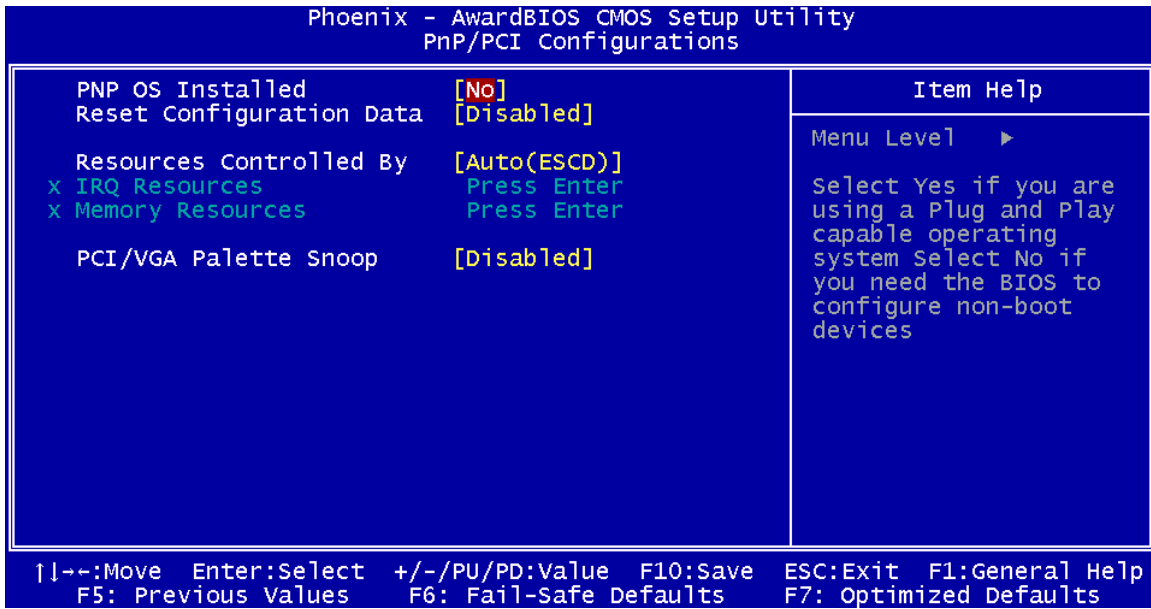 Phoenix - AwardBIOS CMOS Setup Utility
PnP/PCI Configurations
PNP OS Installed [No]
Reset Configuration Data [Disabled]
Resources Controlled By [Auto(ESCD)]
x IRQ Resources Press Enter
x Memory Resources Press Enter
PCI/VGA Palette Snoop [Disabled]
Item Help
Menu Level ▶
Select Yes if you are
using a Plug and Play
capable operating
system Select No if
you need the BIOS to
configure non-boot
devices
↑↓→←:Move Enter:Select +/-/PU/PD:Value F10:Save ESC:Exit F1:General Help
F5: Previous Values F6: Fail-Safe Defaults F7: Optimized Defaults